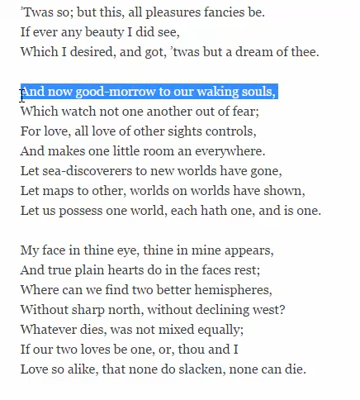 'Twas so; but this, all pleasures fancies be.
If ever any beauty I did see,
Which I desired, and got, 'twas but a dream of thee.

And now good-morrow to our waking souls,
Which watch not one another out of fear;
For love, all love of other sights controls,
And makes one little room an everywhere.
Let sea-discoverers to new worlds have gone,
Let maps to other, worlds on worlds have shown,
Let us possess one world, each hath one, and is one.

My face in thine eye, thine in mine appears,
And true plain hearts do in the faces rest;
Where can we find two better hemispheres,
Without sharp north, without declining west?
Whatever dies, was not mixed equally;
If our two loves be one, or, thou and I
Love so alike, that none do slacken, none can die.